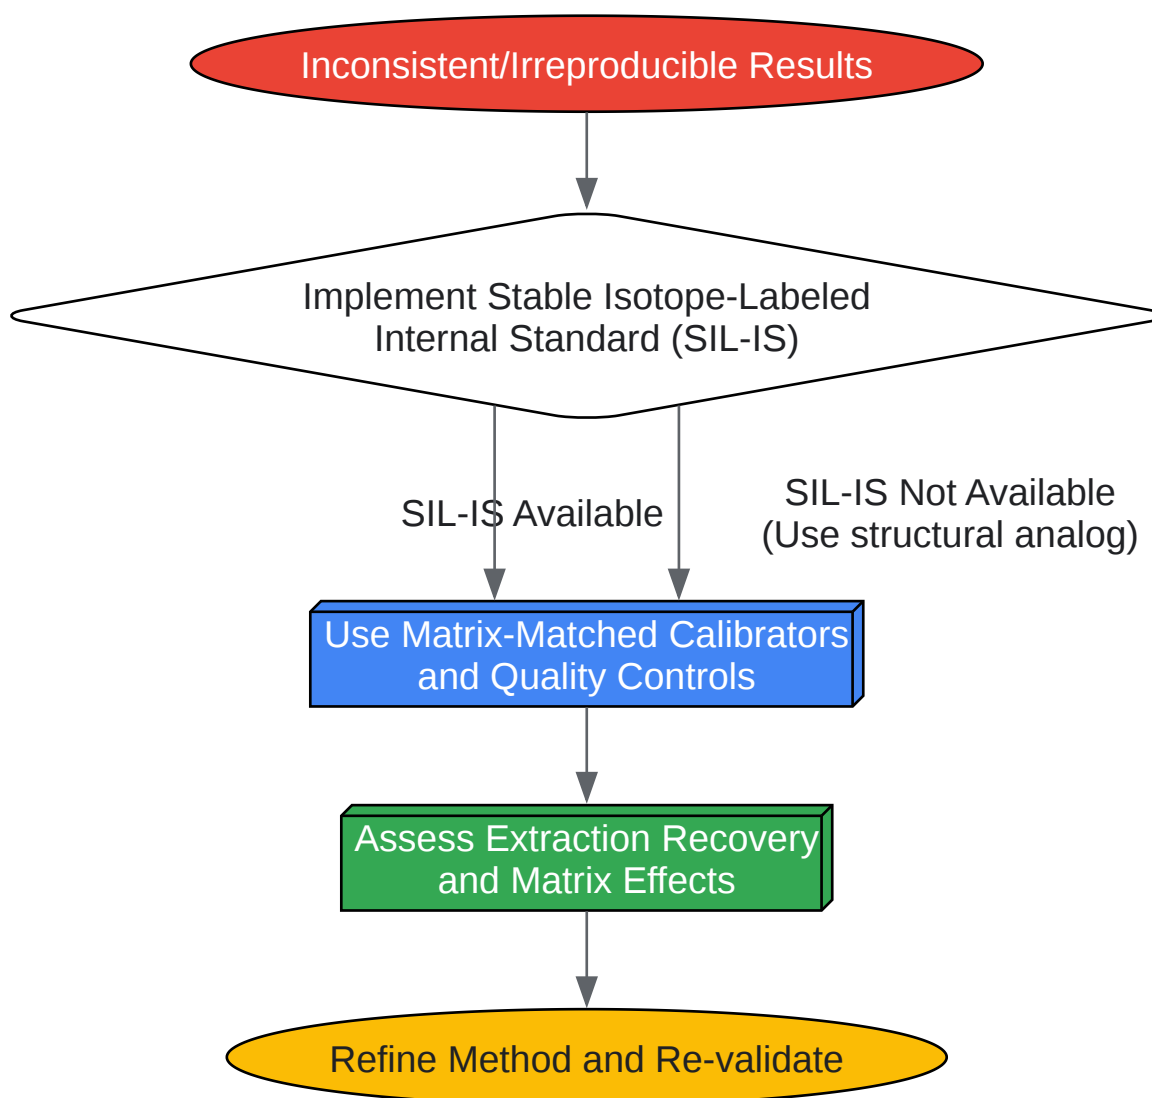 Inconsistent/Irreproducible Results
Implement Stable Isotope-Labeled
Internal Standard (SIL-IS)
SIL-IS Available
SIL-IS Not Available
(Use structural analog)
Use Matrix-Matched Calibrators
and Quality Controls
Assess Extraction Recovery
and Matrix Effects
Refine Method and Re-validate